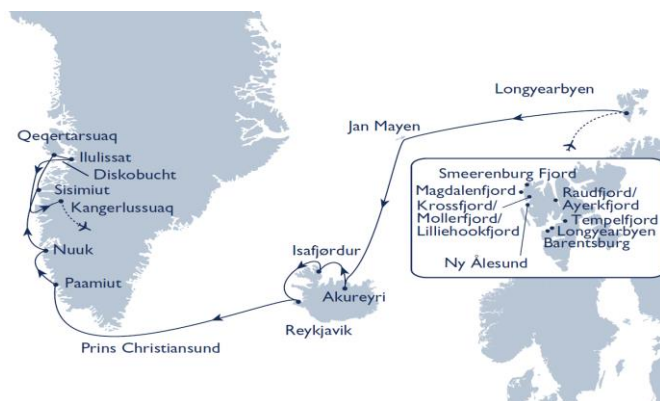 Longyearbyen
Jan Mayen
Qeqertarsuaq
Ilulissat
Diskobucht
Sisimiut
Kangerlussuaq
Nuuk
Paamiut
Prins Christiansund
Isafjørdur
Akureyri
Reykjavik
Smeerenburg Fjord
Magdalenfjord
Krossfjord/
Mollerfjord/
Lilliehookfjord
Raudfjord/
Ayerkfjord
Tempelfjord
Longyearbyen
Barentsburg
Ny Ålesund